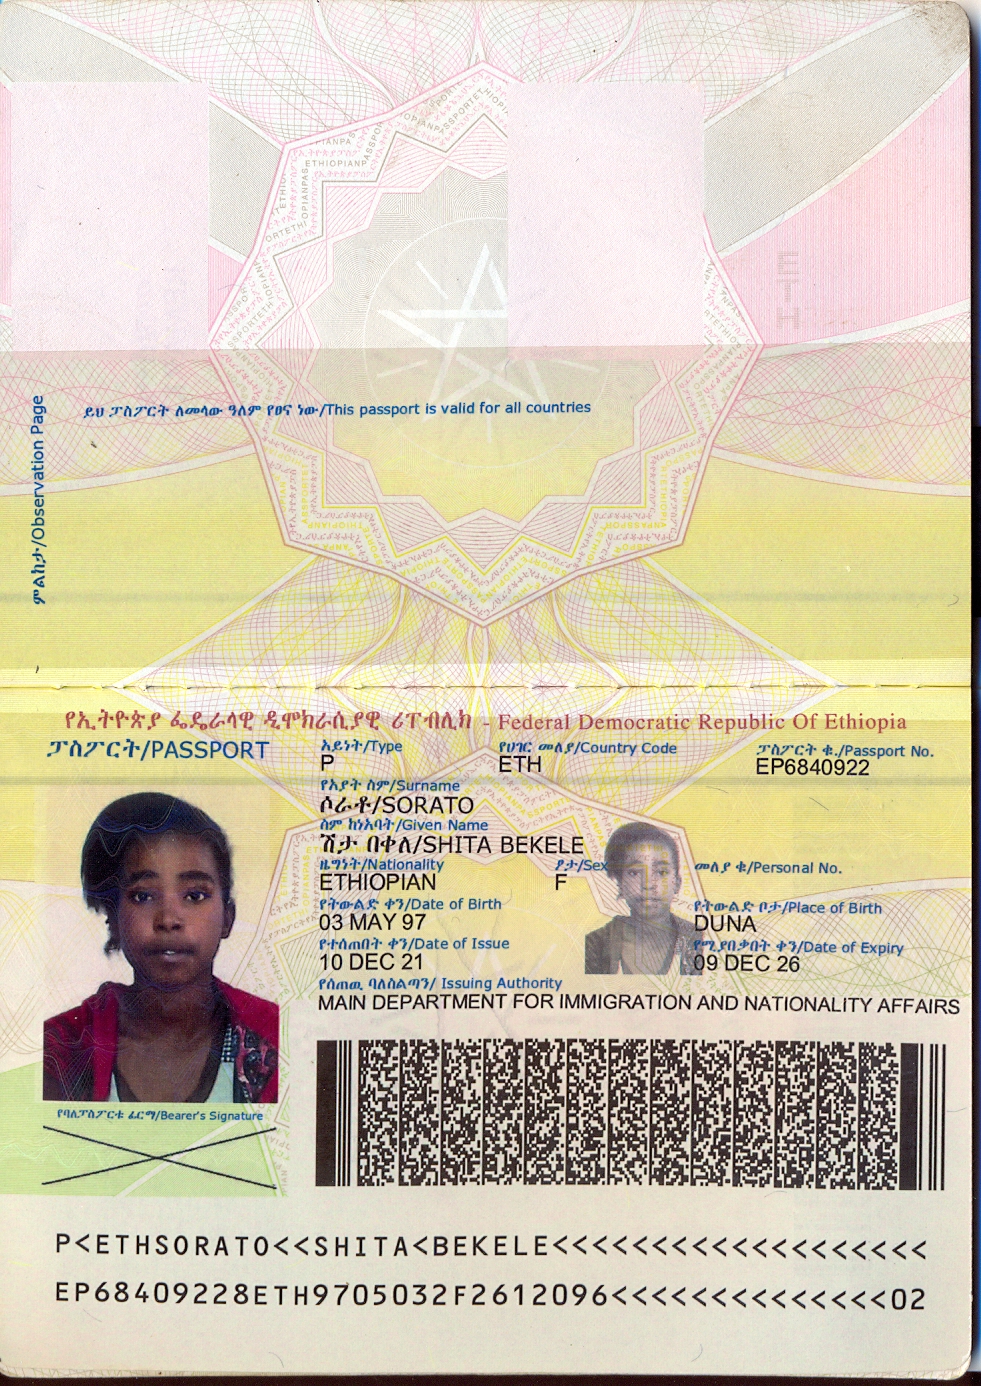 ይህ ፓስፖርት ለመላው ዓለም የፀና ነው/This passport is valid for all countries
ምልከታ/Observation Page
የኢትዮጵያ ፌዴራላዊ ዲሞክራሲያዊ ሪፐብሊክ - Federal Democratic Republic Of Ethiopia
ፓስፖርት/PASSPORT
አይነት/Type
የሀገር መለያ/Country Code
ፓስፖርት ቁ./Passport No.
P
ETH
EP6840922
የአያት ስም/Surname
ሶራቶ/SORATO
ስም ከነአባት/Given Name
ሽታ በቀለ/SHITA BEKELE
ዜግነት/Nationality
ፆታ/Sex
መለያ ቁ/Personal No.
ETHIOPIAN
F
የትውልድ ቀን/Date of Birth
የትውልድ ቦታ/Place of Birth
03 MAY 97
DUNA
የተሰጠበት ቀን/Date of Issue
የሚያበቃበት ቀን/Date of Expiry
10 DEC 21
09 DEC 26
የሰጠዉ ባለስልጣን/ Issuing Authority
MAIN DEPARTMENT FOR IMMIGRATION AND NATIONALITY AFFAIRS
የባለፓስፖርቱ ፊርማ/Bearer's Signature
P<ETHSORATO<<SHITA<BEKELE<<<<<<<<<<<<<<<<<<<
EP68409228ETH9705032F2612096<<<<<<<<<<<<<<02